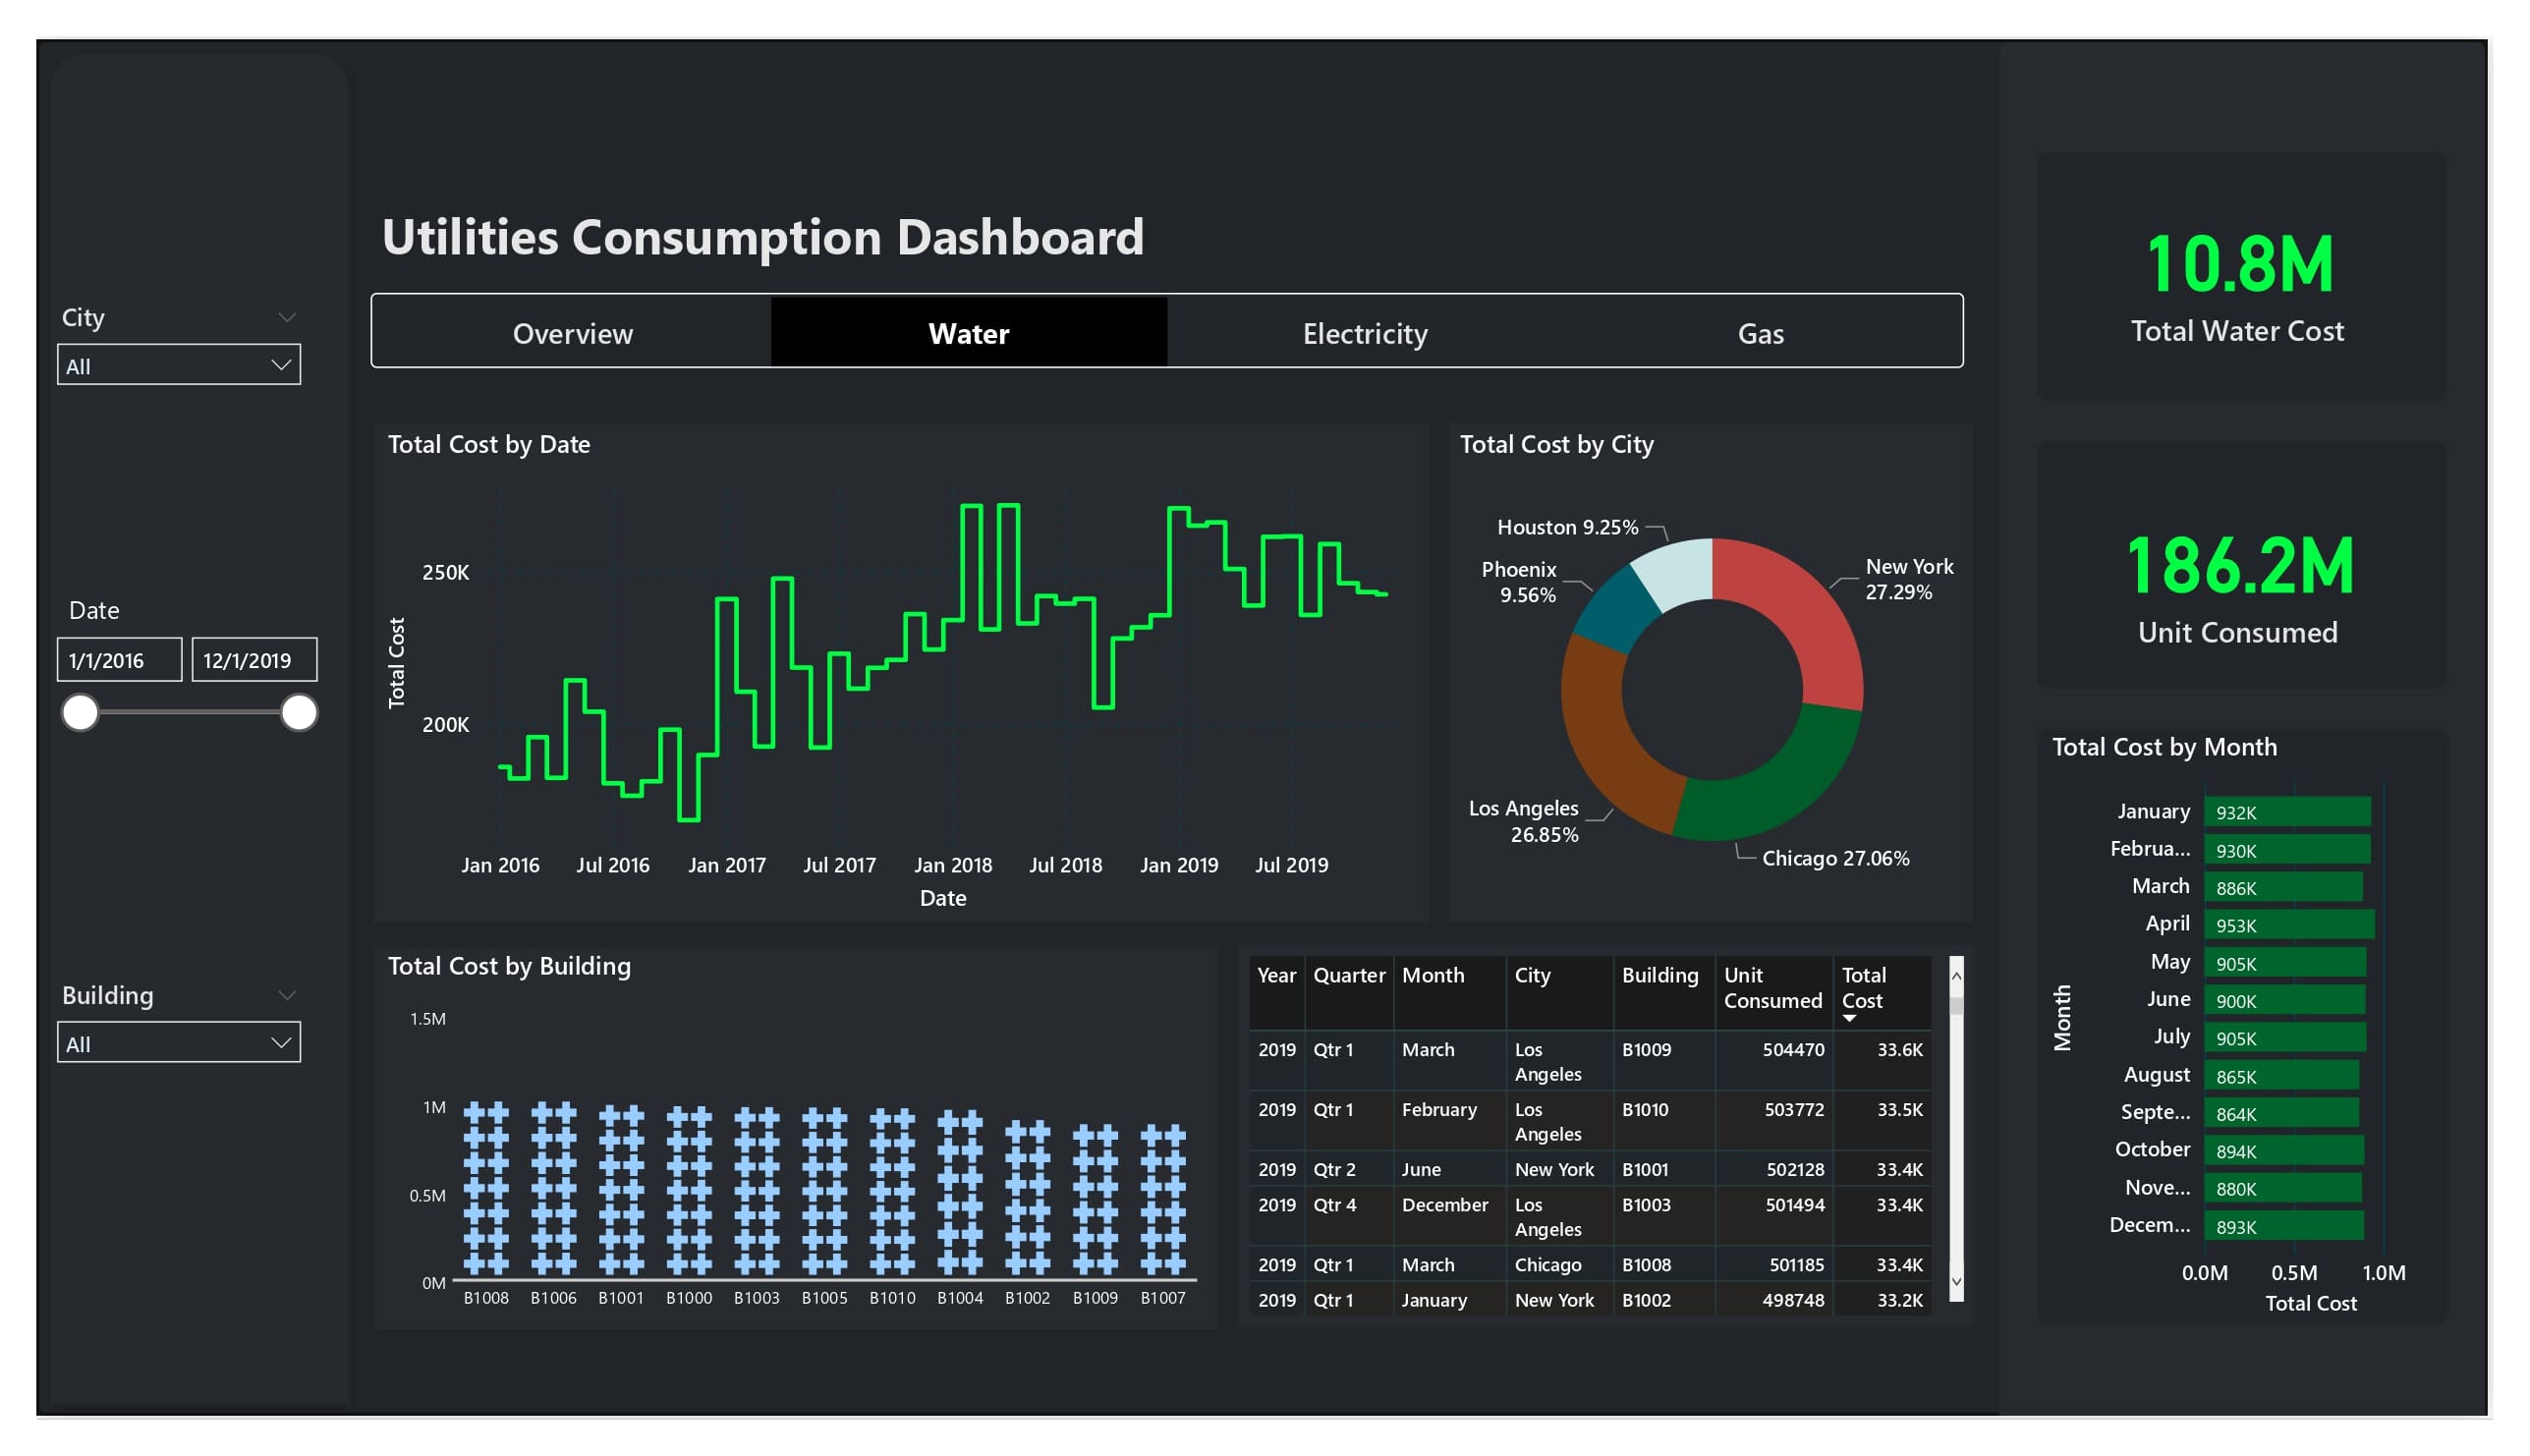 Utilities Consumption Dashboard
Overview Water Electricity Gas
City
All
Date
1/1/2016 12/1/2019
Building
All
10.8M
Total Water Cost
186.2M
Unit Consumed
Total Cost by Date
Total Cost
250K
200K
Jan 2016 Jul 2016 Jan 2017 Jul 2017 Jan 2018 Jul 2018 Jan 2019 Jul 2019
Date
Total Cost by City
Houston 9.25%
Phoenix
9.56%
New York
27.29%
Los Angeles
26.85%
Chicago 27.06%
Total Cost by Building
1.5M
1M
0.5M
0M
B1008 B1006 B1001 B1000 B1003 B1005 B1010 B1004 B1002 B1009 B1007
Year Quarter Month City Building Unit Consumed Total Cost
2019 Qtr 1 March Los Angeles B1009 504470 33.6K
2019 Qtr 1 February Los Angeles B1010 503772 33.5K
2019 Qtr 2 June New York B1001 502128 33.4K
2019 Qtr 4 December Los Angeles B1003 501494 33.4K
2019 Qtr 1 March Chicago B1008 501185 33.4K
2019 Qtr 1 January New York B1002 498748 33.2K
Total Cost by Month
Month
January 932K
Februa... 930K
March 886K
April 953K
May 905K
June 900K
July 905K
August 865K
Septe... 864K
October 894K
Nove... 880K
Decem... 893K
0.0M 0.5M 1.0M
Total Cost